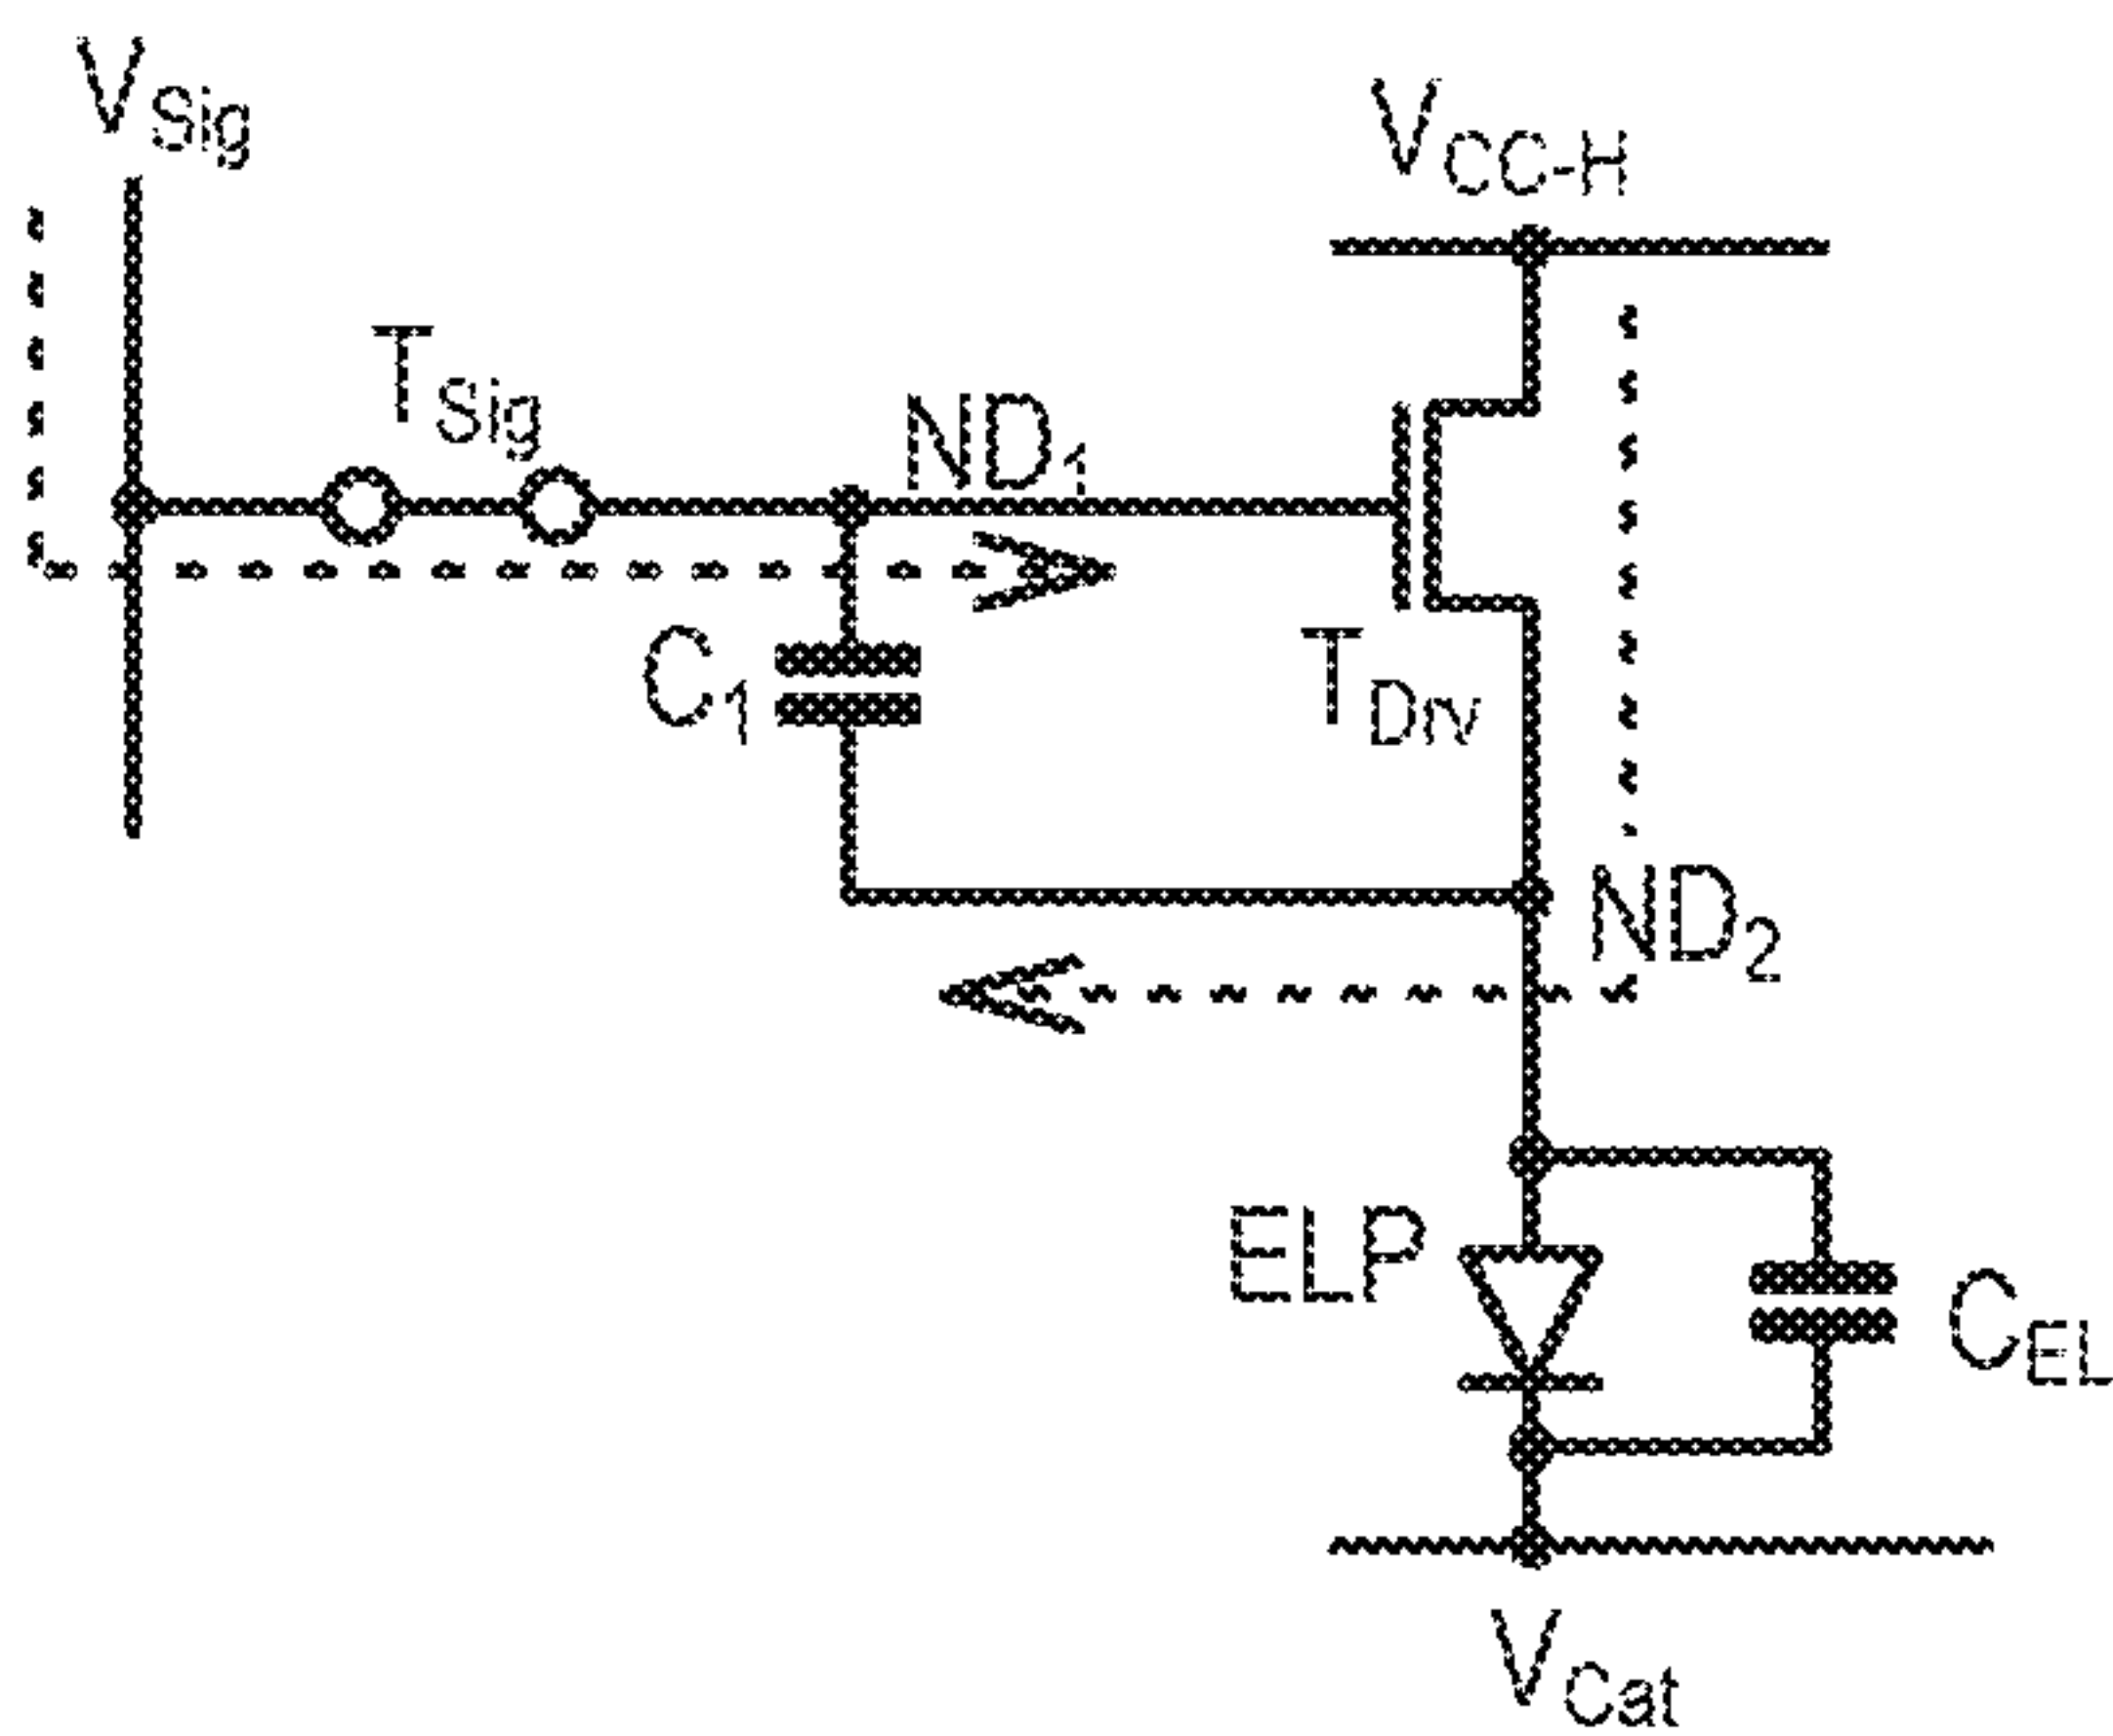 VSig
VCC-H
TSig
ND1
C1
TDrv
ND2
ELP
CEL
VCat